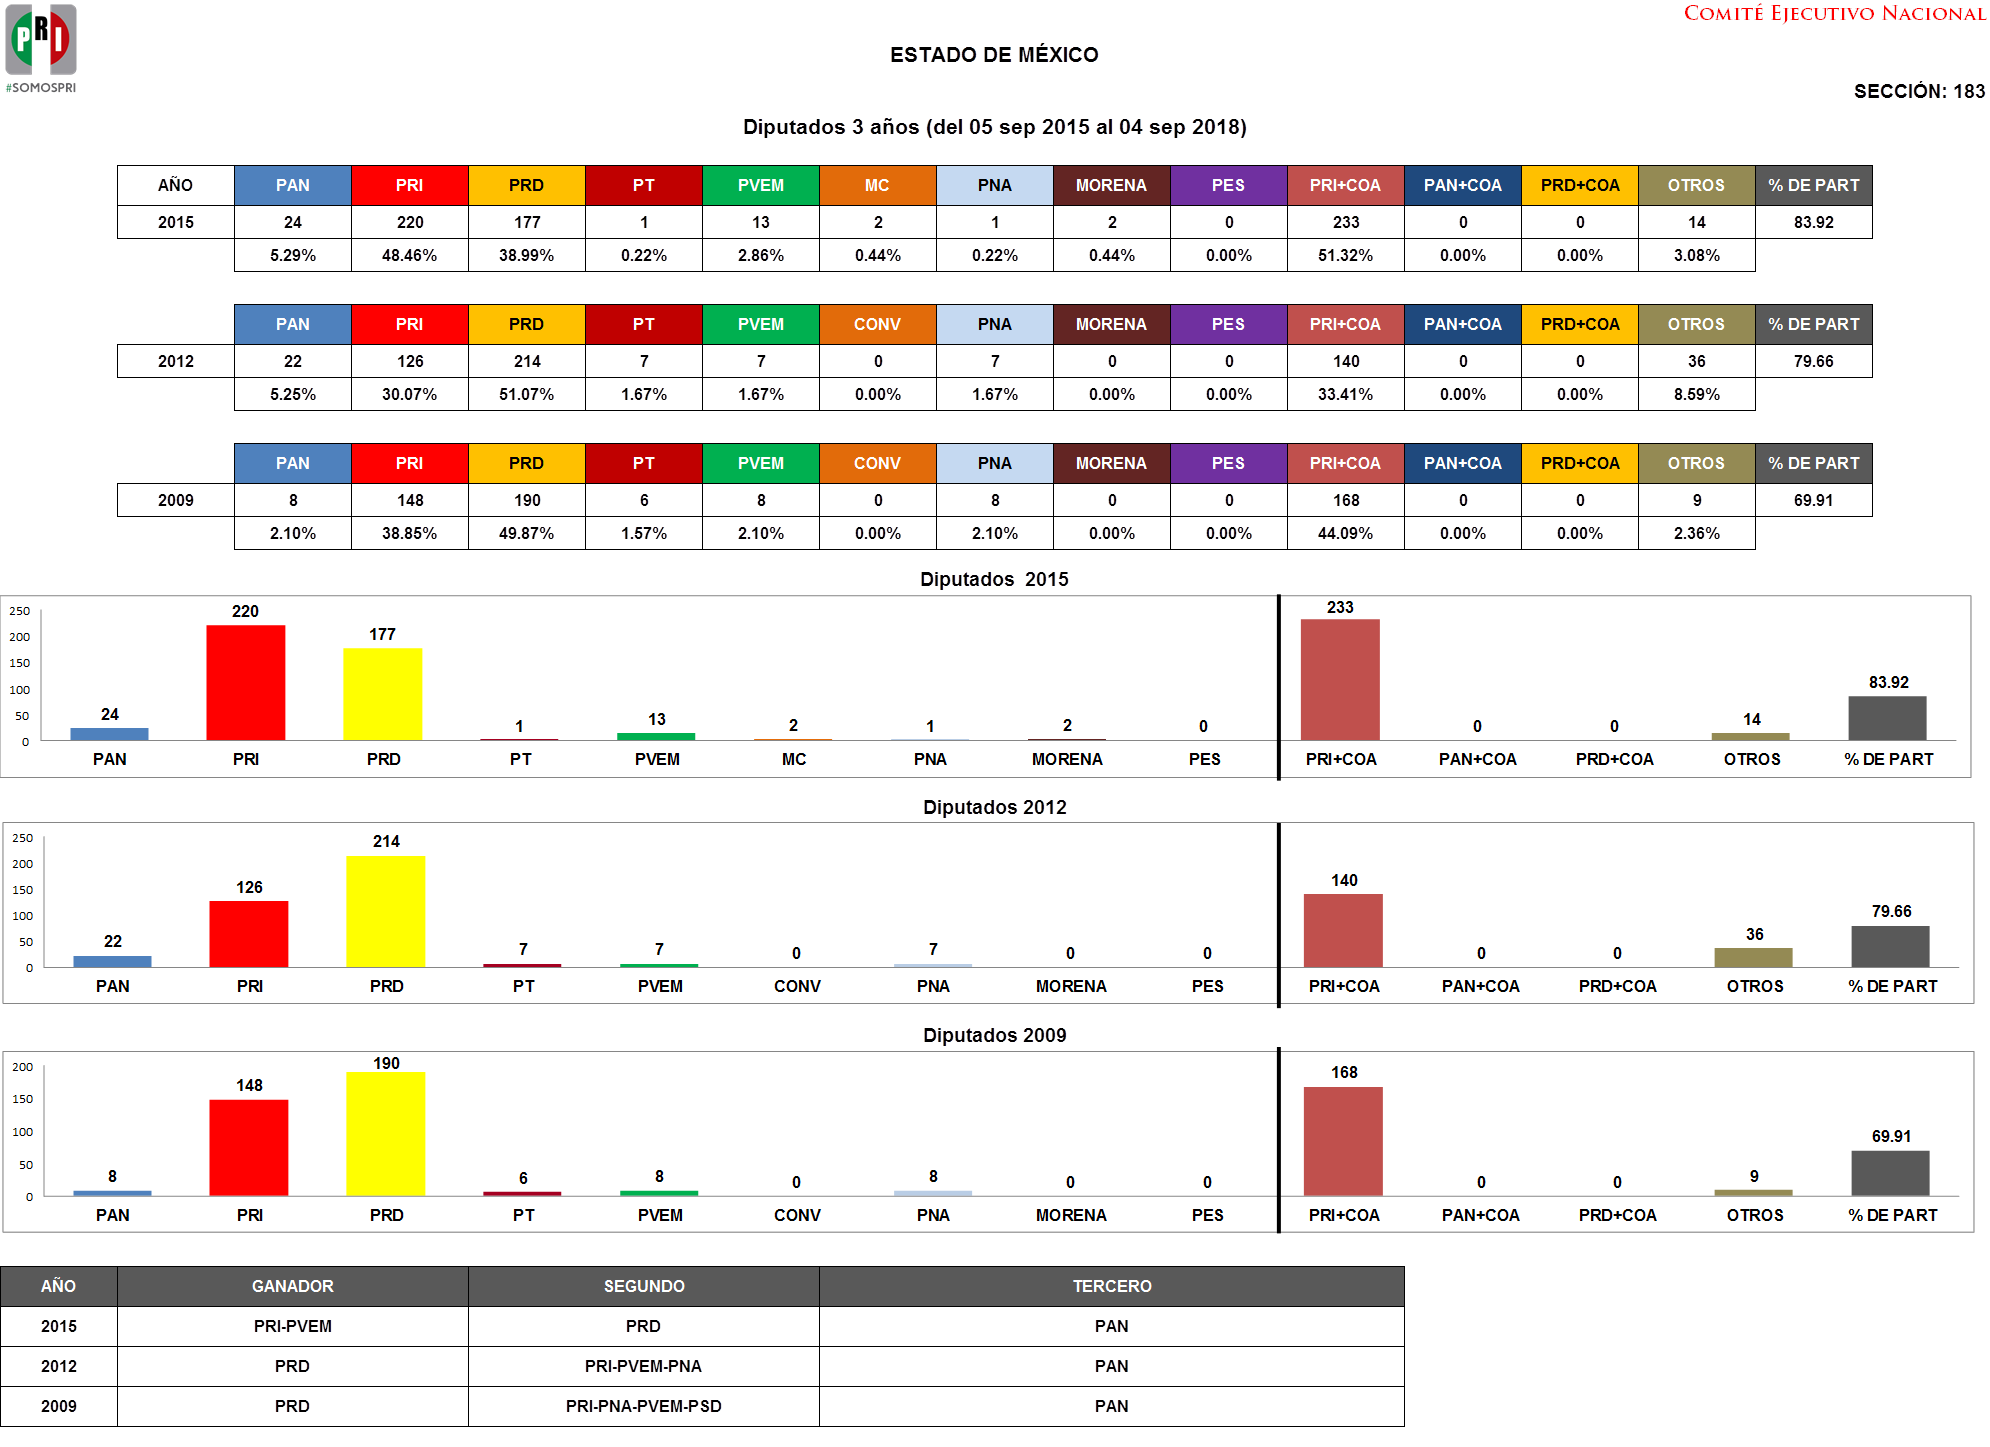 PRI
#SOMOSPRI
COMITÉ EJECUTIVO NACIONAL
ESTADO DE MÉXICO
SECCIÓN: 183
Diputados 3 años (del 05 sep 2015 al 04 sep 2018)
AÑO PAN PRI PRD PT PVEM MC PNA MORENA PES PRI+COA PAN+COA PRD+COA OTROS % DE PART
2015 24 220 177 1 13 2 1 2 0 233 0 0 14 83.92
5.29% 48.46% 38.99% 0.22% 2.86% 0.44% 0.22% 0.44% 0.00% 51.32% 0.00% 0.00% 3.08%
PAN PRI PRD PT PVEM CONV PNA MORENA PES PRI+COA PAN+COA PRD+COA OTROS % DE PART
2012 22 126 214 7 7 0 7 0 0 140 0 0 36 79.66
5.25% 30.07% 51.07% 1.67% 1.67% 0.00% 1.67% 0.00% 0.00% 33.41% 0.00% 0.00% 8.59%
PAN PRI PRD PT PVEM CONV PNA MORENA PES PRI+COA PAN+COA PRD+COA OTROS % DE PART
2009 8 148 190 6 8 0 8 0 0 168 0 0 9 69.91
2.10% 38.85% 49.87% 1.57% 2.10% 0.00% 2.10% 0.00% 0.00% 44.09% 0.00% 0.00% 2.36%
Diputados 2015
250
200
150
100
50
0
24 220 177 1 13 2 1 2 0 233 0 0 14 83.92
PAN PRI PRD PT PVEM MC PNA MORENA PES PRI+COA PAN+COA PRD+COA OTROS % DE PART
Diputados 2012
250
200
150
100
50
0
22 126 214 7 7 0 7 0 0 140 0 0 36 79.66
PAN PRI PRD PT PVEM CONV PNA MORENA PES PRI+COA PAN+COA PRD+COA OTROS % DE PART
Diputados 2009
200
150
100
50
0
8 148 190 6 8 0 8 0 0 168 0 0 9 69.91
PAN PRI PRD PT PVEM CONV PNA MORENA PES PRI+COA PAN+COA PRD+COA OTROS % DE PART
AÑO GANADOR SEGUNDO TERCERO
2015 PRI-PVEM PRD PAN
2012 PRD PRI-PVEM-PNA PAN
2009 PRD PRI-PNA-PVEM-PSD PAN